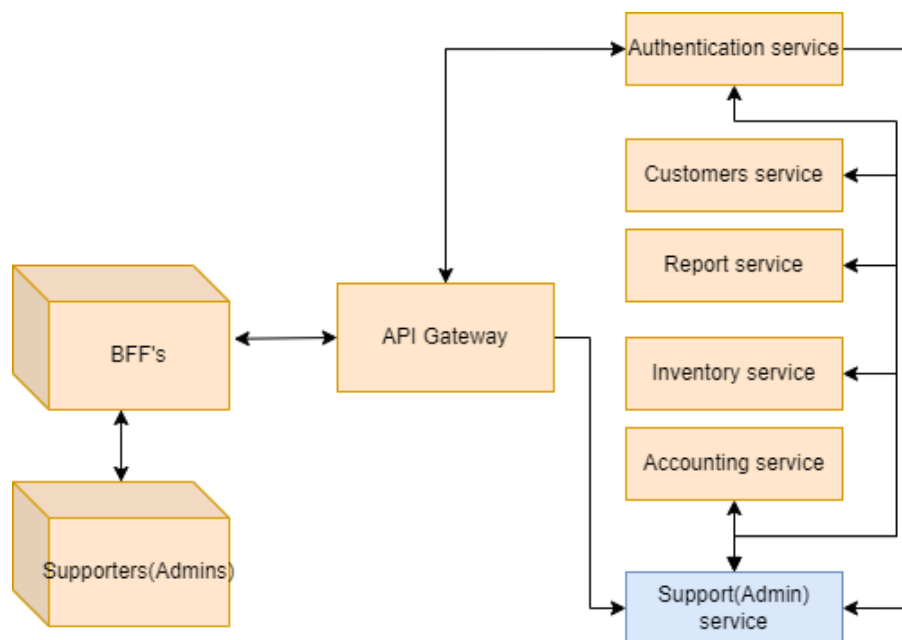 Authentication service
Customers service
Report service
BFF's
API Gateway
Inventory service
Accounting service
Supporters(Admins)
Support(Admin)
service